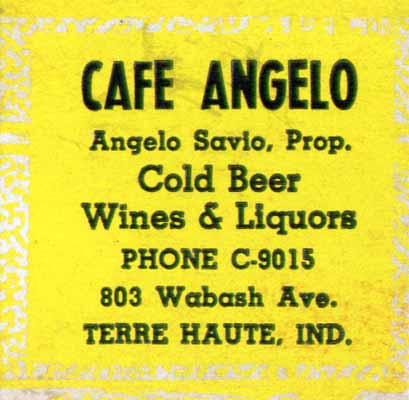 CAFE ANGELO
Angelo Savio, Prop.
Cold Beer
Wines & Liquors
PHONE C-9015
803 Wabash Ave.
TERRE HAUTE, IND.